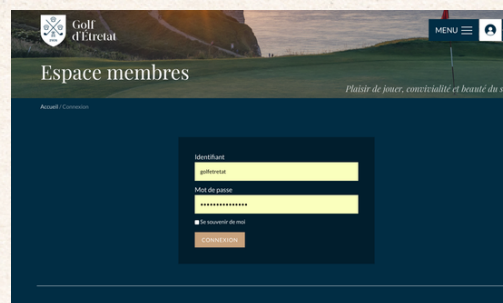 Golf
d'Étretat
MENU
Espace membres
Plaisir de jouer, convivialité et beauté du s
Accueil / Connexion
Identifiant
golfetretat
Mot de passe
•••••••••••••••
Se souvenir de moi
CONNEXION